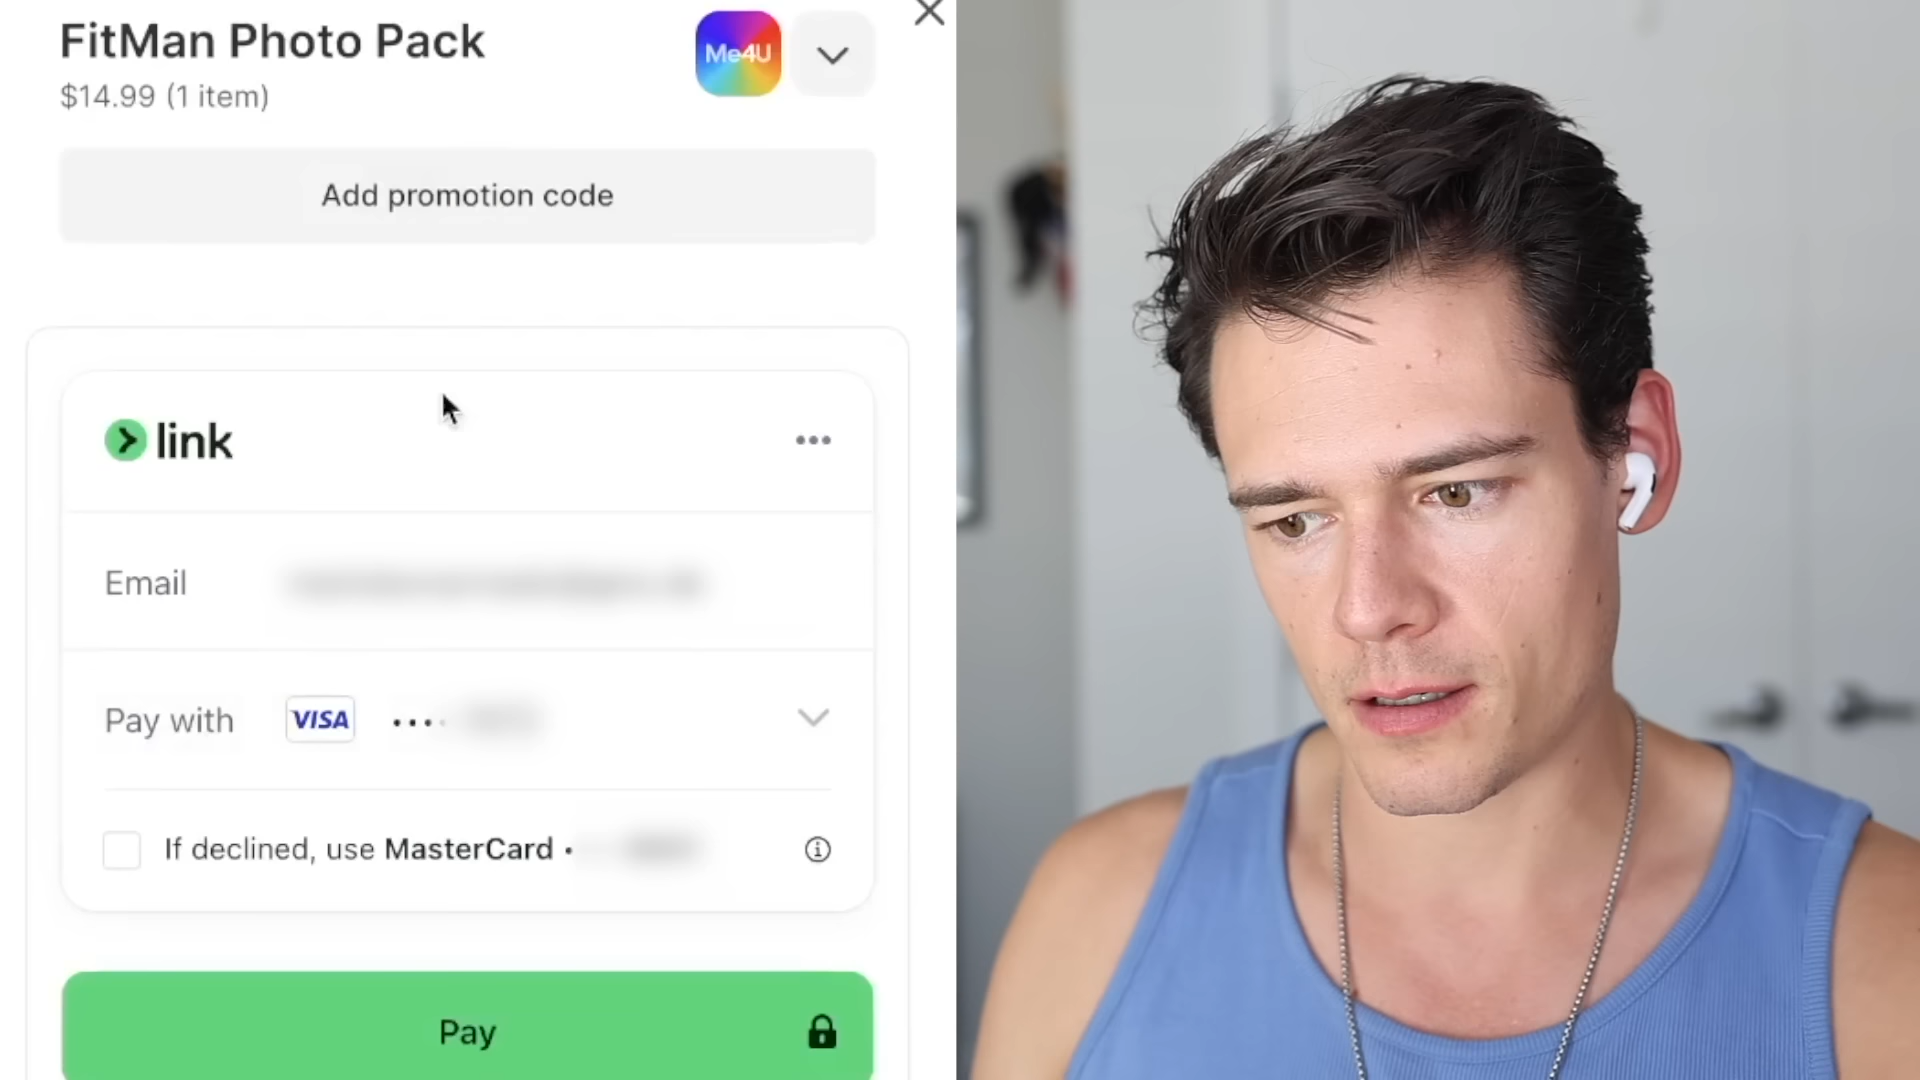 FitMan Photo Pack
Me4U
$14.99 (1 item)
Add promotion code
link
Email
Pay with VISA ••••
If declined, use MasterCard •
Pay